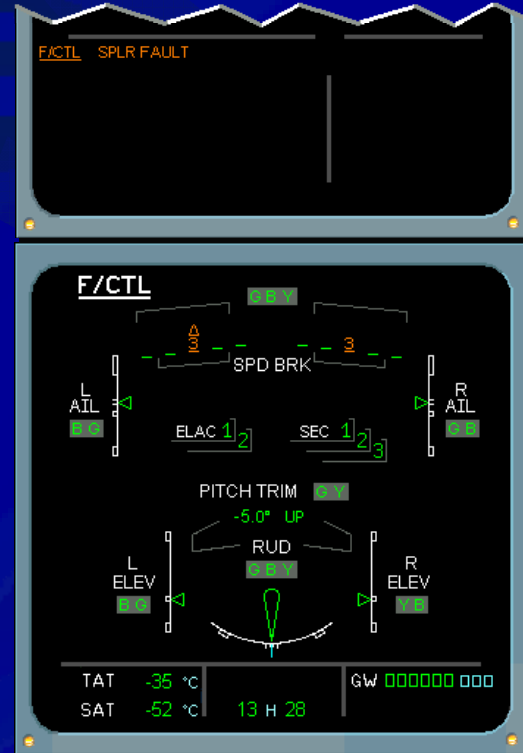 F/CTL SPLR FAULT
F/CTL
G B Y
3 3
SPD BRK
L AIL
B G
R AIL
G B
ELAC 1 2
SEC 1 2 3
PITCH TRIM G Y
-5.0° UP
RUD
G B Y
L ELEV
B G
R ELEV
Y B
TAT -35 °C
GW
SAT -52 °C
13 H 28